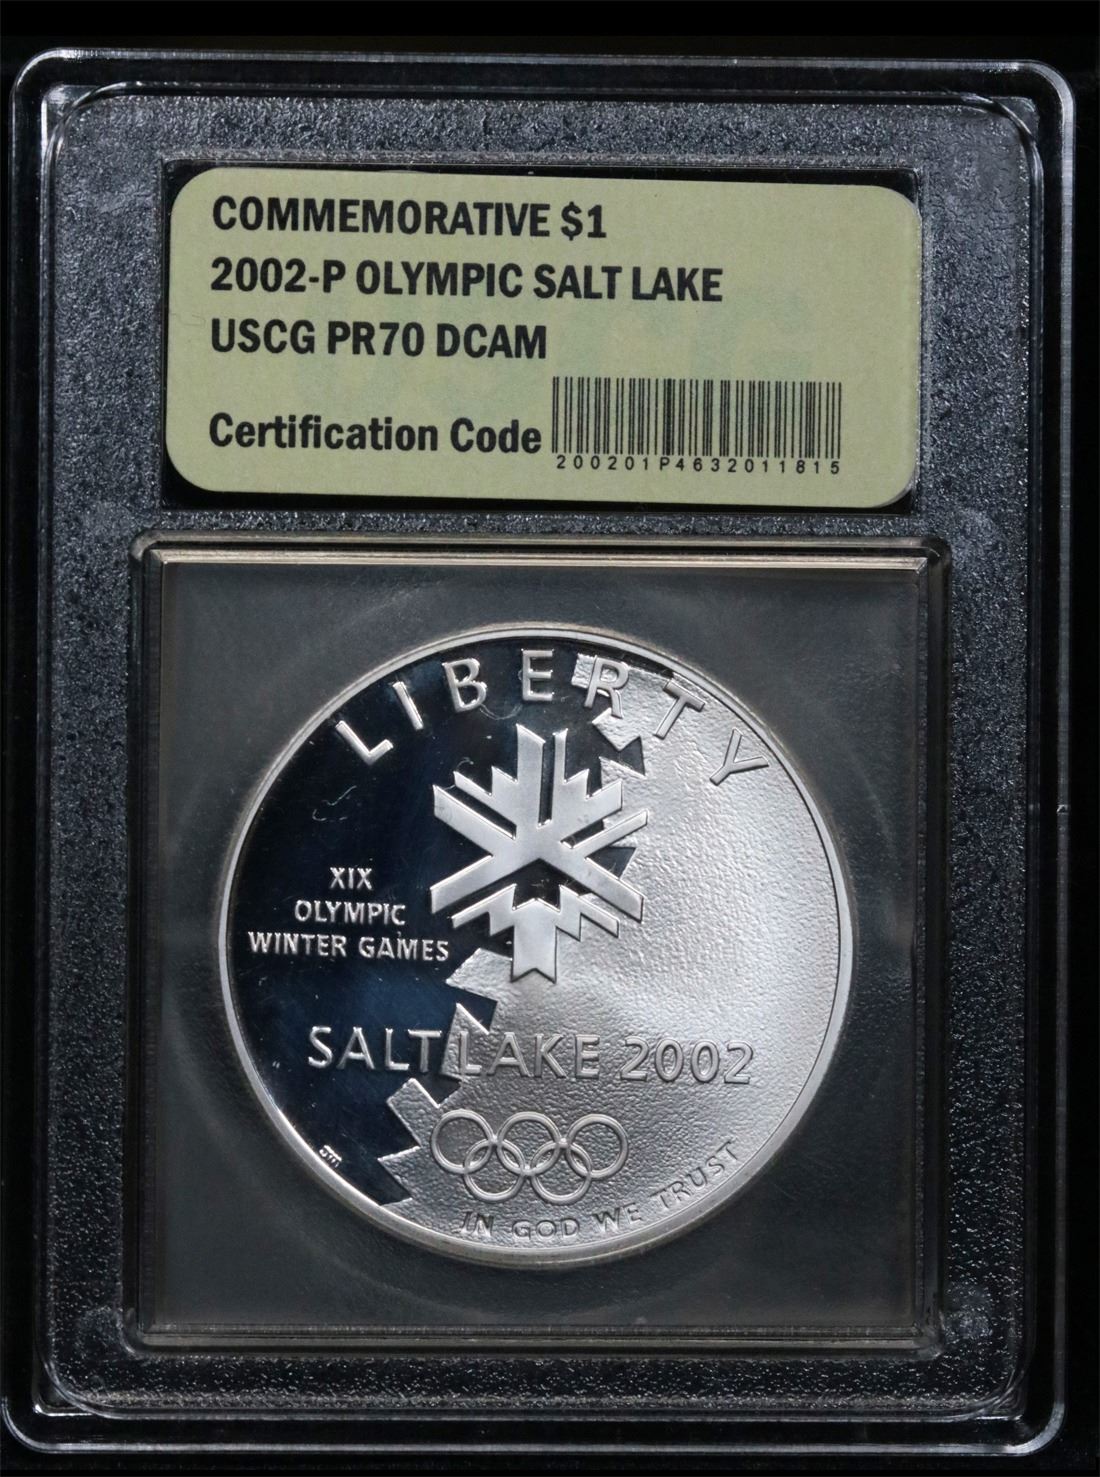 COMMEMORATIVE $1
2002-P OLYMPIC SALT LAKE
USCG PR70 DCAM
Certification Code
200201P4632011815
LIBERTY
XIX
OLYMPIC
WINTER GAMES
SALT LAKE 2002
IN GOD WE TRUST